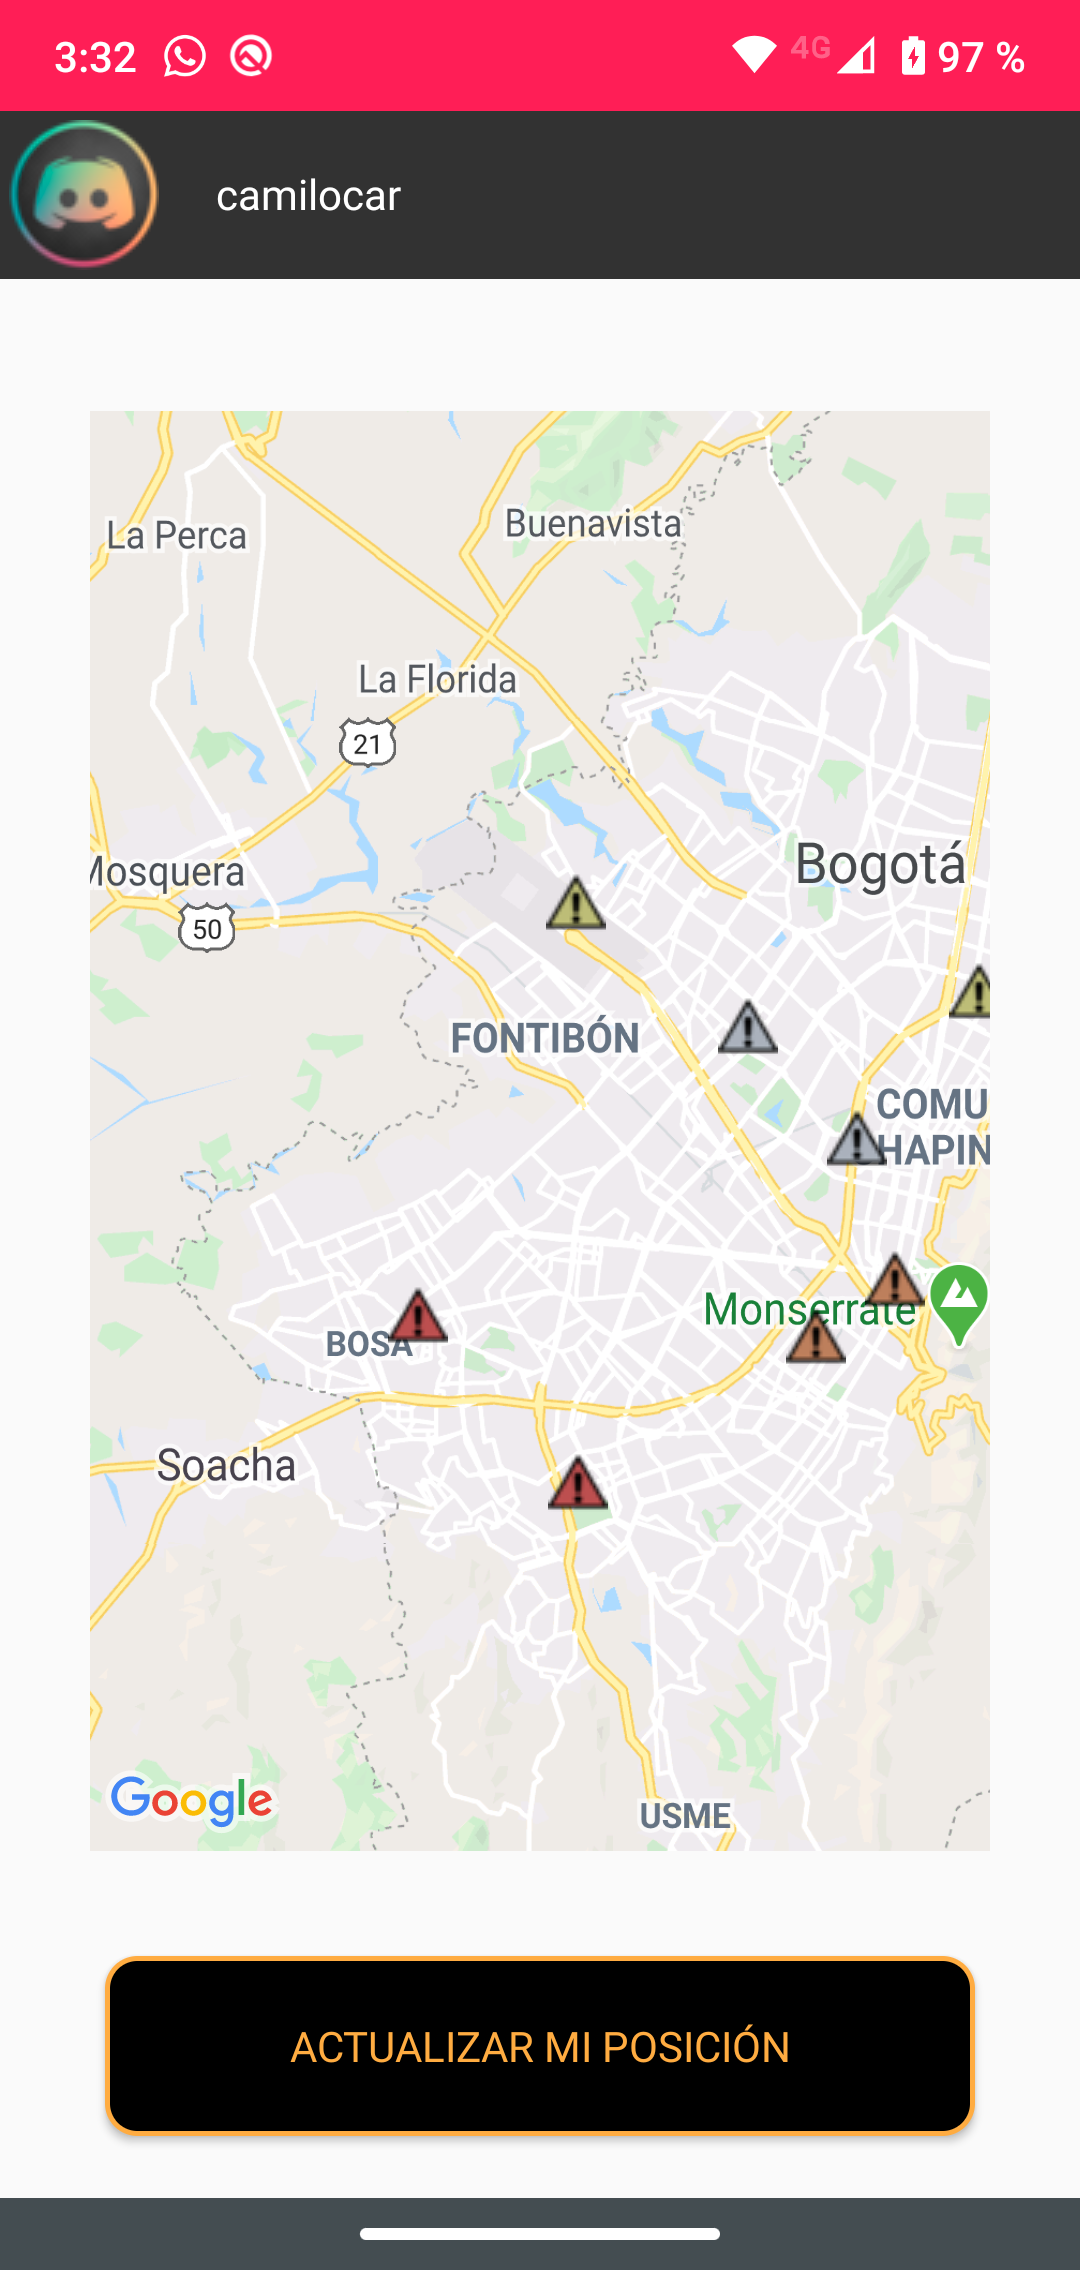 3:32 4G 97 %
camilocar
La Perca
Buenavista
La Florida
21
Mosquera
50
Bogotá
FONTIBÓN
COMU
HAPIN
Monserrate
BOSA
Soacha
Google
USME
ACTUALIZAR MI POSICIÓN